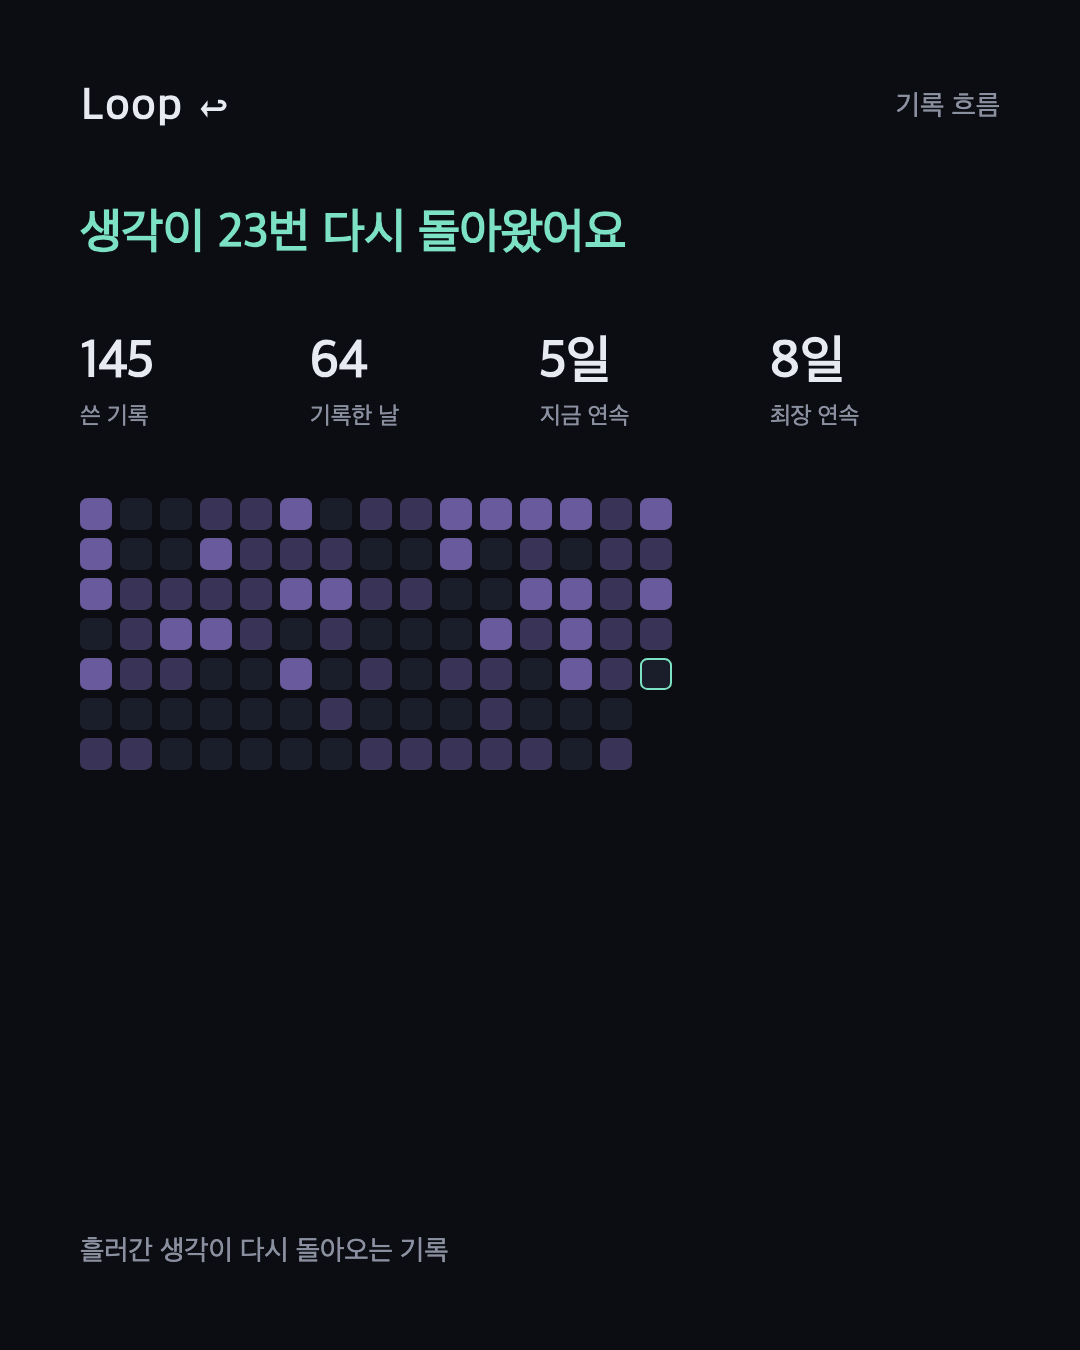 Loop ↩
기록 흐름
생각이 23번 다시 돌아왔어요
145 64 5일 8일
쓴 기록 기록한 날 지금 연속 최장 연속
흘러간 생각이 다시 돌아오는 기록